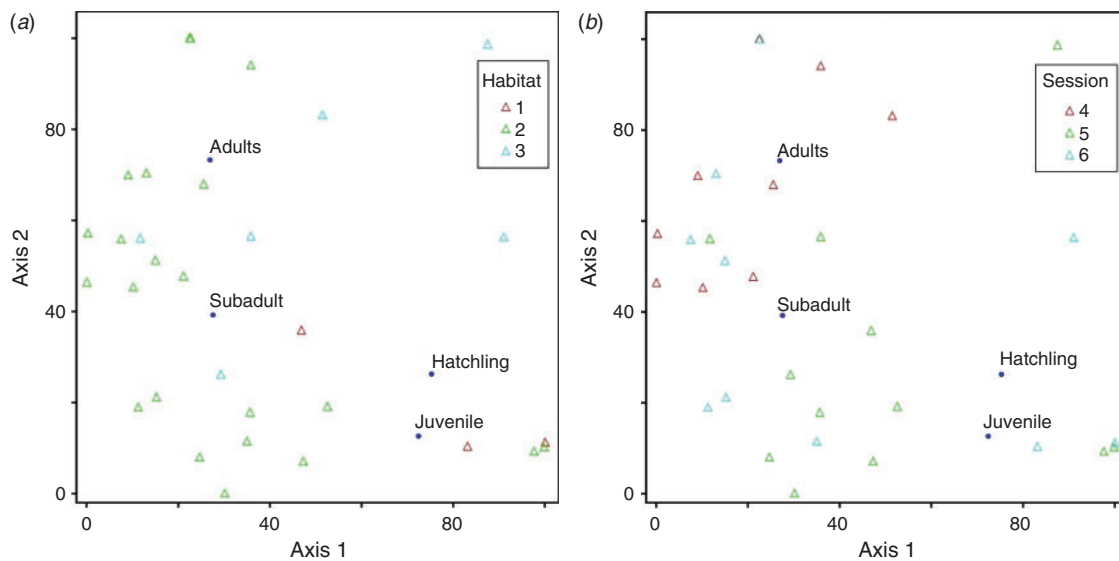 (a)
Habitat
1
2
3
Adults
Subadult
Hatchling
Juvenile
80
40
0
Axis 2
0
40
80
Axis 1
(b)
Session
4
5
6
Adults
Subadult
Hatchling
Juvenile
80
40
0
Axis 2
0
40
80
Axis 1